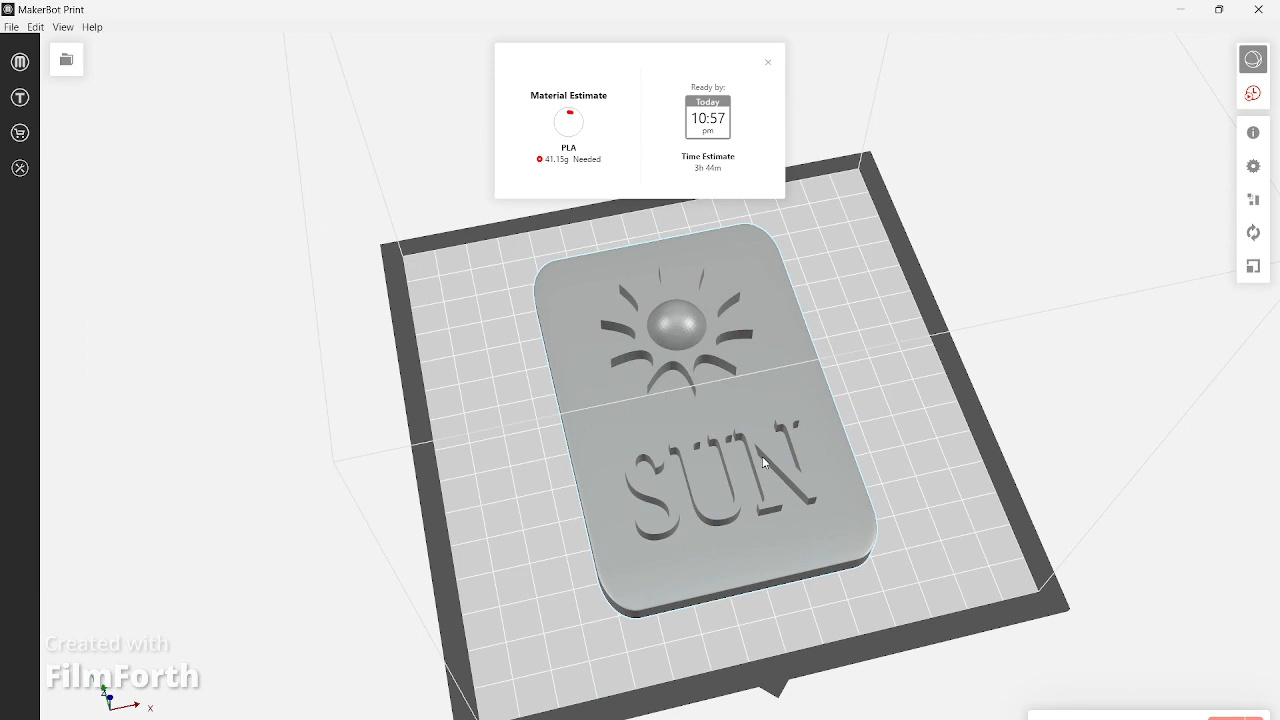 MakerBot Print
File Edit View Help
Material Estimate
PLA
41.15g Needed
Ready by:
Today
10:57
pm
Time Estimate
3h 44m
SUN
Created with
FilmForth
X